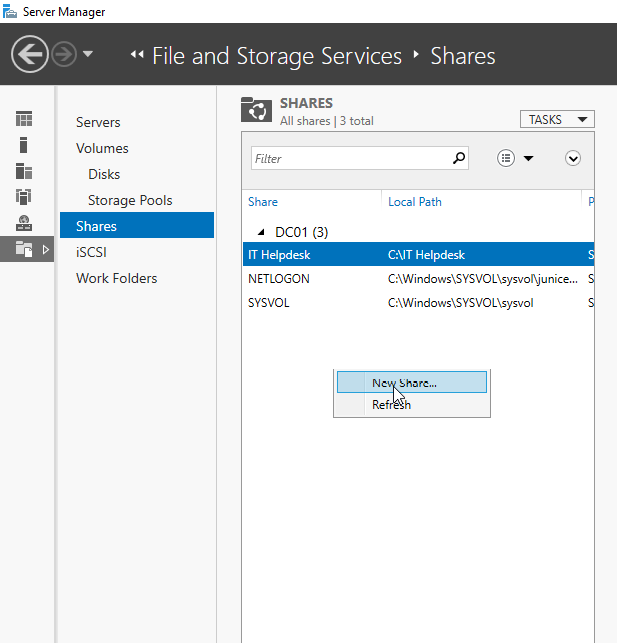 Server Manager
File and Storage Services · Shares
Servers
Volumes
Disks
Storage Pools
Shares
iSCSI
Work Folders
SHARES
All shares | 3 total
TASKS
Filter
Share Local Path P
DC01 (3)
IT Helpdesk C:\IT Helpdesk S
NETLOGON C:\Windows\SYSVOL\sysvol\junice... S
SYSVOL C:\Windows\SYSVOL\sysvol S
New Share...
Refresh